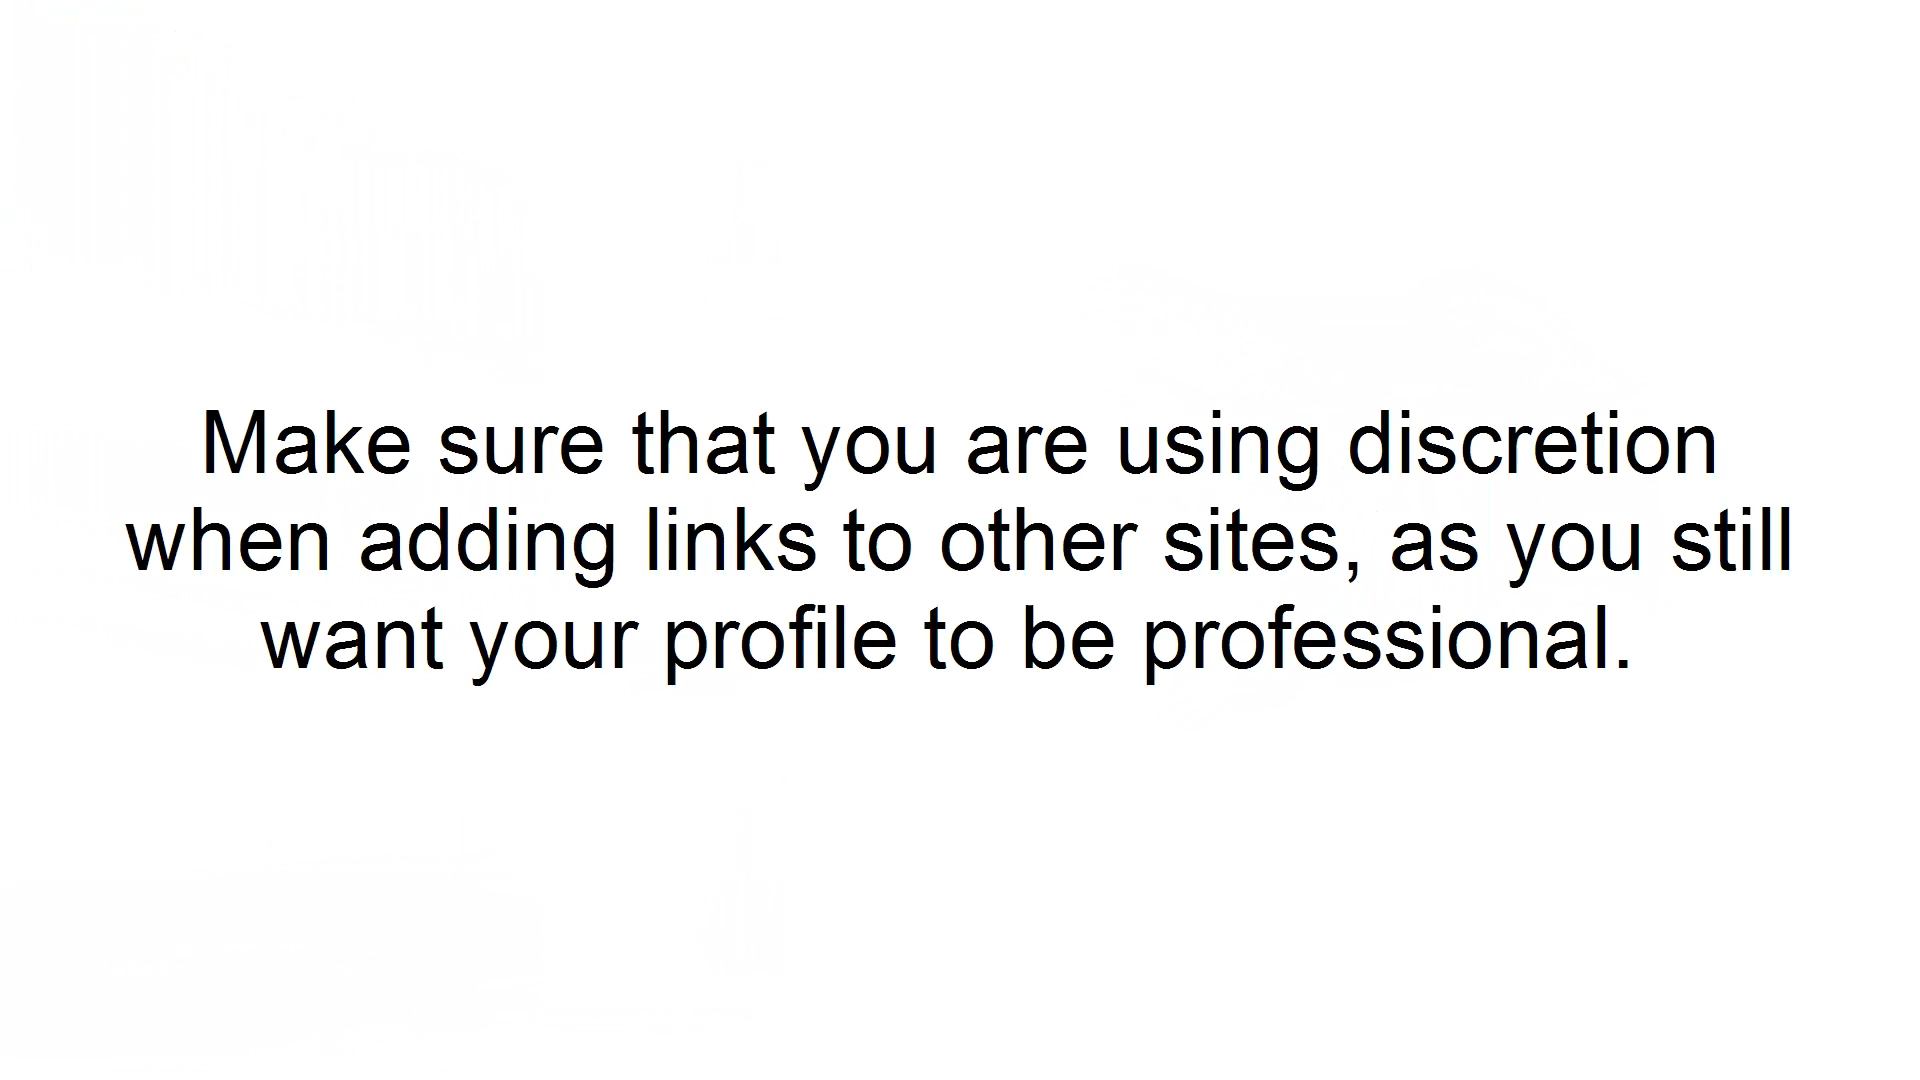 Make sure that you are using discretion
when adding links to other sites, as you still
want your profile to be professional.